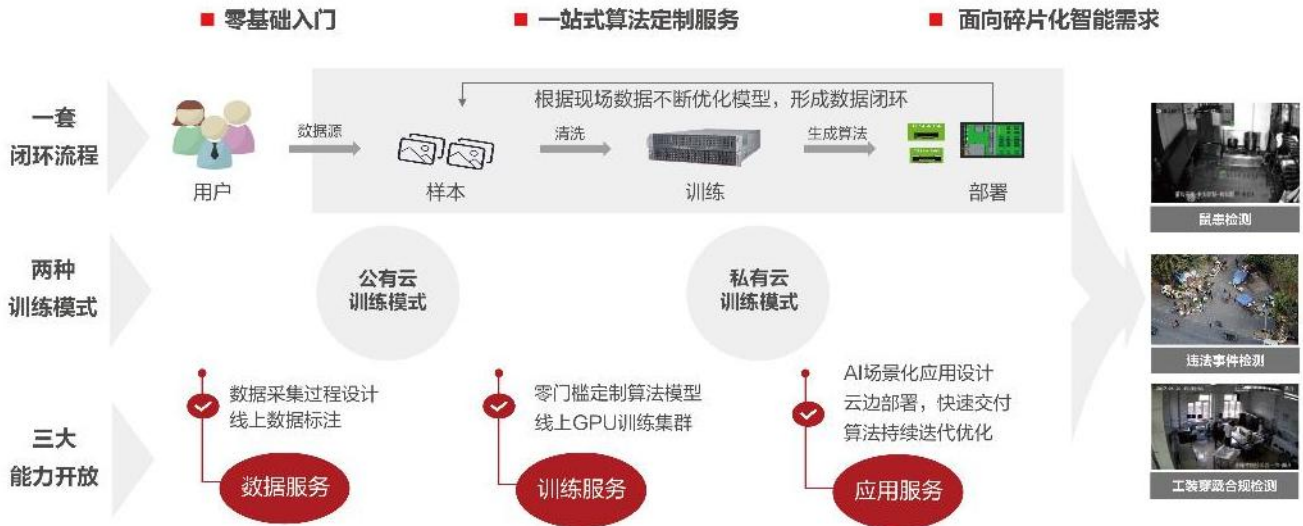 零基础入门
一站式算法定制服务
面向碎片化智能需求
一套
闭环流程
根据现场数据不断优化模型，形成数据闭环
数据源
清洗
生成算法
用户
样本
训练
部署
鼠患检测
两种
训练模式
公有云
训练模式
私有云
训练模式
违法事件检测
三大
能力开放
数据采集过程设计
线上数据标注
数据服务
零门槛定制算法模型
线上GPU训练集群
训练服务
AI场景化应用设计
云边部署，快速交付
算法持续迭代优化
应用服务
工装穿戴合规检测